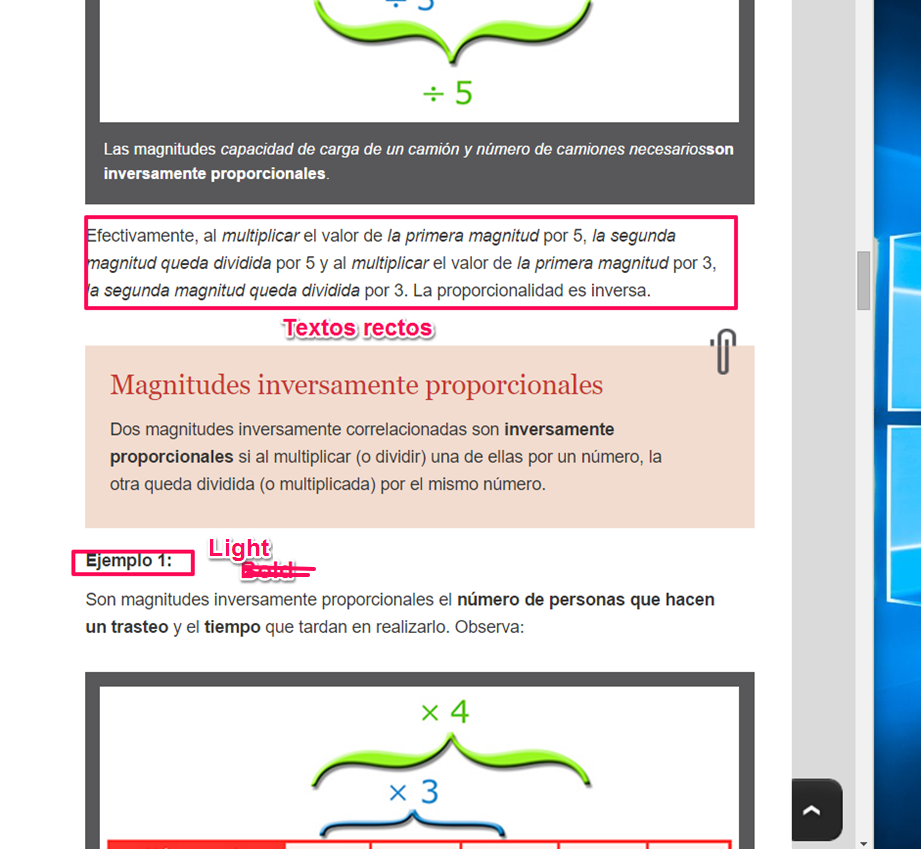 ÷ 3
÷ 5
Las magnitudes capacidad de carga de un camión y número de camiones necesariosson
inversamente proporcionales.
Efectivamente, al multiplicar el valor de la primera magnitud por 5, la segunda
magnitud queda dividida por 5 y al multiplicar el valor de la primera magnitud por 3,
la segunda magnitud queda dividida por 3. La proporcionalidad es inversa.
Textos rectos
Magnitudes inversamente proporcionales
Dos magnitudes inversamente correlacionadas son inversamente
proporcionales si al multiplicar (o dividir) una de ellas por un número, la
otra queda dividida (o multiplicada) por el mismo número.
Ejemplo 1:
Light
Bold
Son magnitudes inversamente proporcionales el número de personas que hacen
un trasteo y el tiempo que tardan en realizarlo. Observa:
× 4
× 3